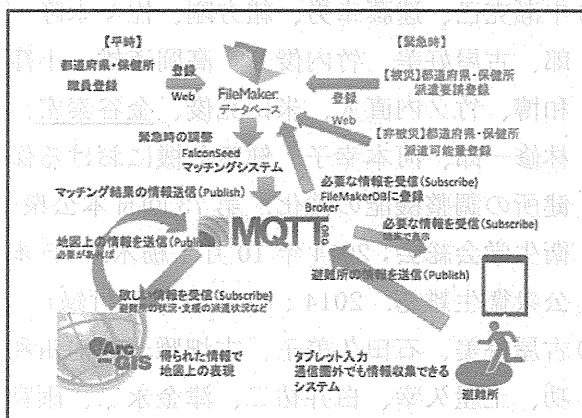 【平時】
都道府県・保健所
職員登録
登録
Web
FileMaker
データベース
【緊急時】
【被災】都道府県・保健所
派遣要請登録
登録
Web
【非被災】都道府県・保健所
派遣可能量登録
緊急時の調整
FalconSeed
マッチングシステム
マッチング結果の情報送信(Publish)
必要な情報を受信(Subscribe)
FileMakerDBに登録
Broker
MQTT
.ORG
地図上の情報を送信(Publish)
必要があれば
必要な情報を受信(Subscribe)
避難所の情報を送信(Publish)
欲しい情報を受信(Subscribe)
避難所の状況・支援の派遣状況など
Arc
GIS
得られた情報で
地図上の表現
タブレット入力
通信圏外でも情報収集できる
システム
避難所